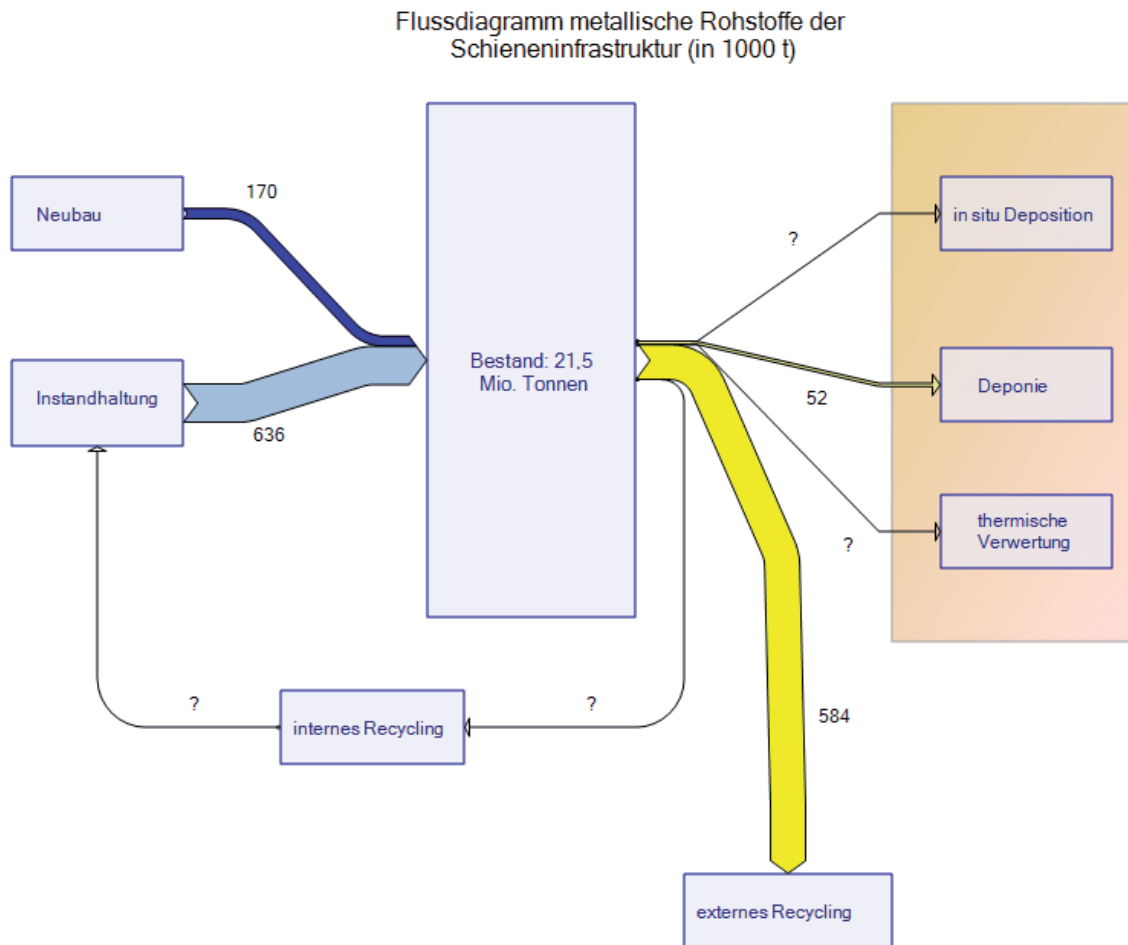 Flussdiagramm metallische Rohstoffe der
Schieneninfrastruktur (in 1000 t)
Neubau
170
Instandhaltung
636
Bestand: 21,5
Mio. Tonnen
?
in situ Deposition
52
Deponie
?
thermische
Verwertung
?
internes Recycling
?
584
externes Recycling